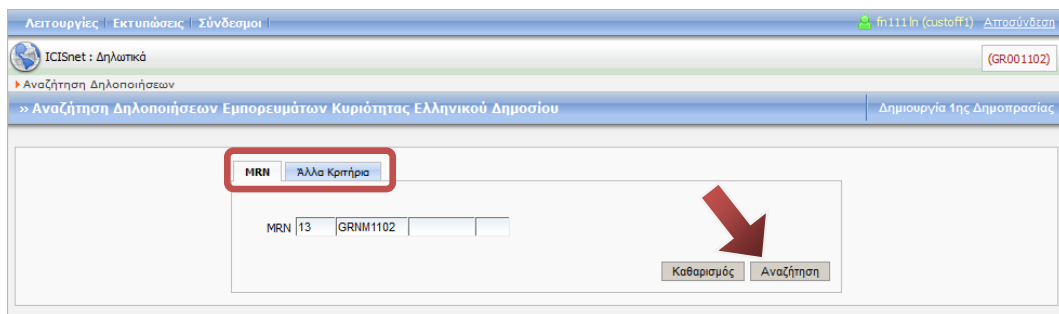 Λειτουργίες | Εκτυπώσεις | Σύνδεσμοι | fn111 ln (custoff1) Αποσύνδεση
ICISnet : Δηλωτικά (GR001102)
Αναζήτηση Δηλοποιήσεων
» Αναζήτηση Δηλοποιήσεων Εμπορευμάτων Κυριότητας Ελληνικού Δημοσίου Δημιουργία 1ης Δημοπρασίας
MRN Άλλα Κριτήρια
MRN 13 GRNM1102
Καθαρισμός Αναζήτηση